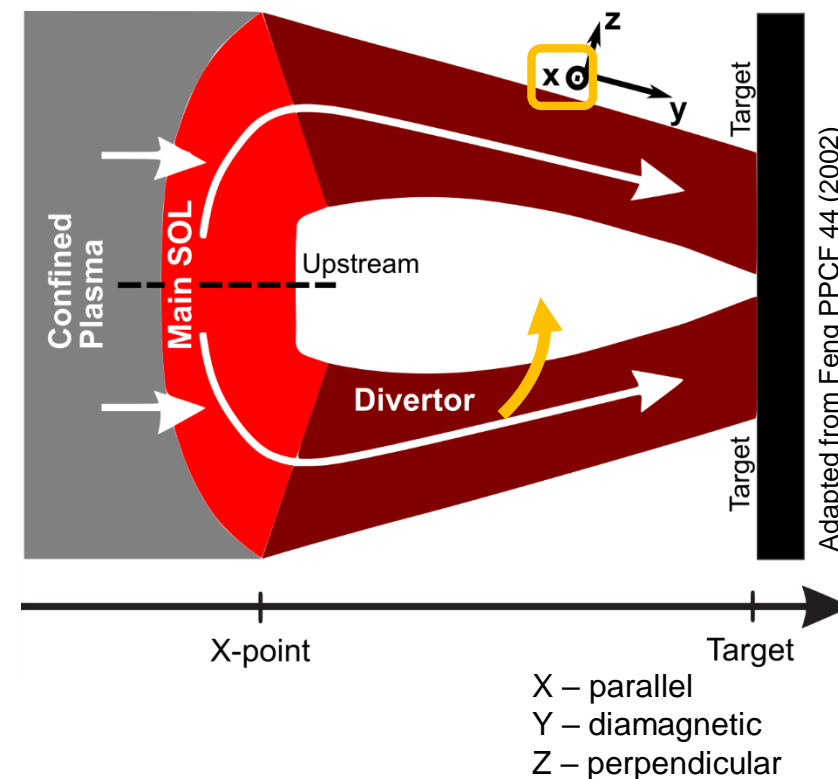 z
x
y
Target
Confined
Plasma
Main SOL
Upstream
Divertor
Target
Adapted from Feng PPCF 44 (2002)
X-point
Target
X – parallel
Y – diamagnetic
Z – perpendicular